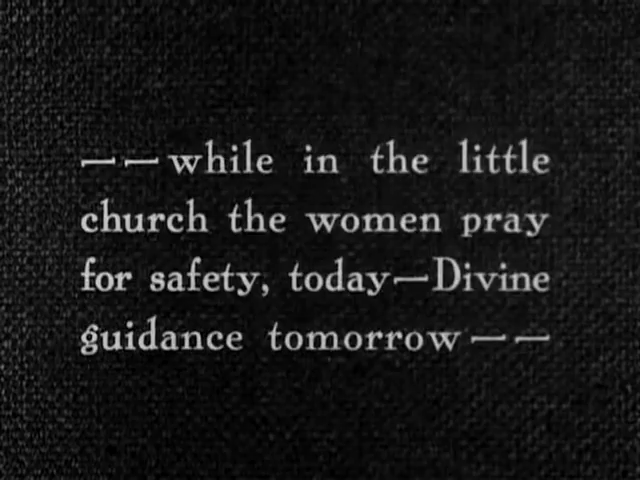 ——while in the little
church the women pray
for safety, today—Divine
guidance tomorrow——